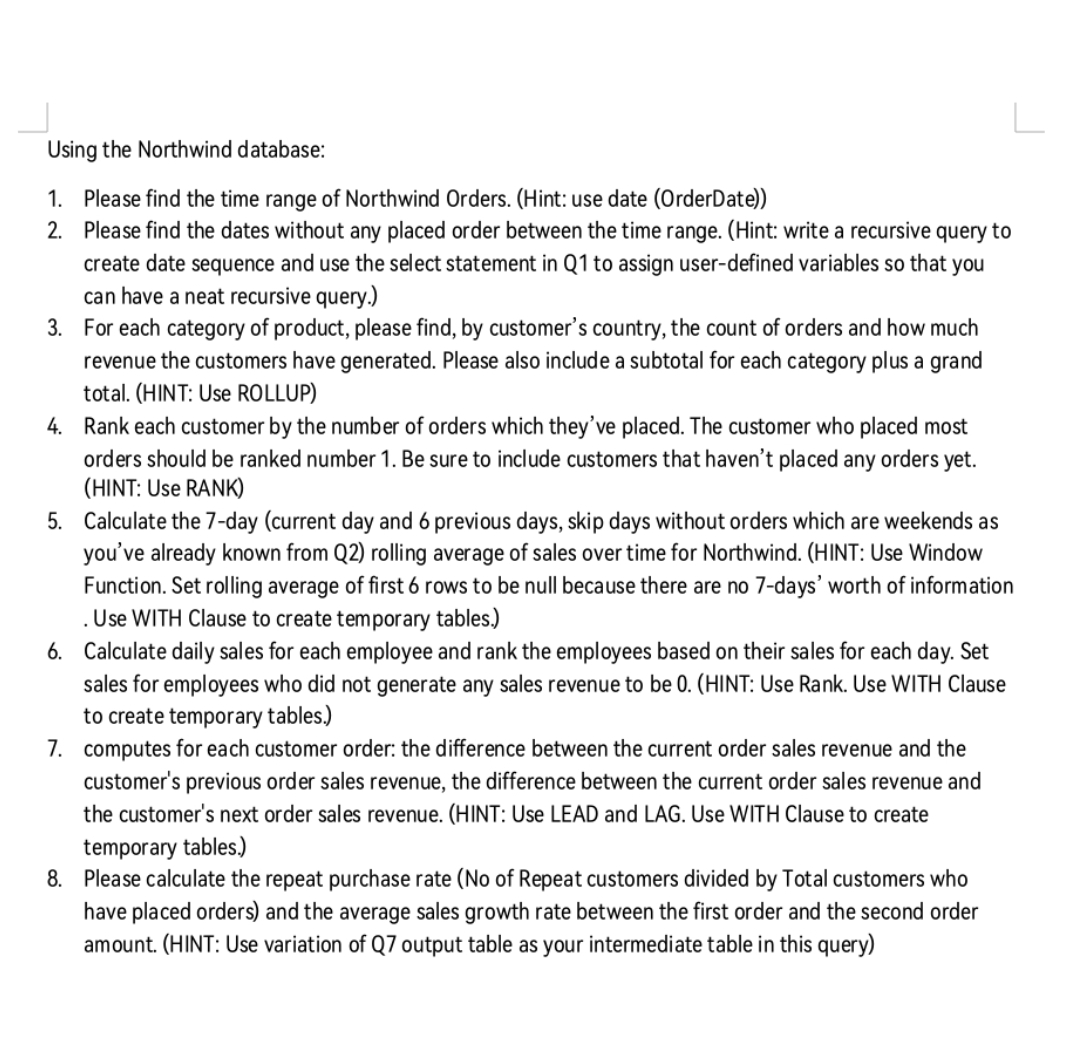 Using the Northwind database:
1. Please find the time range of Northwind Orders. (Hint: use date (OrderDate))
2. Please find the dates without any placed order between the time range. (Hint: write a recursive query to
create date sequence and use the select statement in Q1 to assign user-defined variables so that you
can have a neat recursive query.)
3. For each category of product, please find, by customer's country, the count of orders and how much
revenue the customers have generated. Please also include a subtotal for each category plus a grand
total. (HINT: Use ROLLUP)
4. Rank each customer by the number of orders which they've placed. The customer who placed most
orders should be ranked number 1. Be sure to include customers that haven't placed any orders yet.
(HINT: Use RANK)
5. Calculate the 7-day (current day and 6 previous days, skip days without orders which are weekends as
you've already known from Q2) rolling average of sales over time for Northwind. (HINT: Use Window
Function. Set rolling average of first 6 rows to be null because there are no 7-days' worth of information
. Use WITH Clause to create temporary tables.)
6. Calculate daily sales for each employee and rank the employees based on their sales for each day. Set
sales for employees who did not generate any sales revenue to be 0. (HINT: Use Rank. Use WITH Clause
to create temporary tables.)
7. computes for each customer order: the difference between the current order sales revenue and the
customer's previous order sales revenue, the difference between the current order sales revenue and
the customer's next order sales revenue. (HINT: Use LEAD and LAG. Use WITH Clause to create
temporary tables.)
8. Please calculate the repeat purchase rate (No of Repeat customers divided by Total customers who
have placed orders) and the average sales growth rate between the first order and the second order
amount. (HINT: Use variation of Q7 output table as your intermediate table in this query)